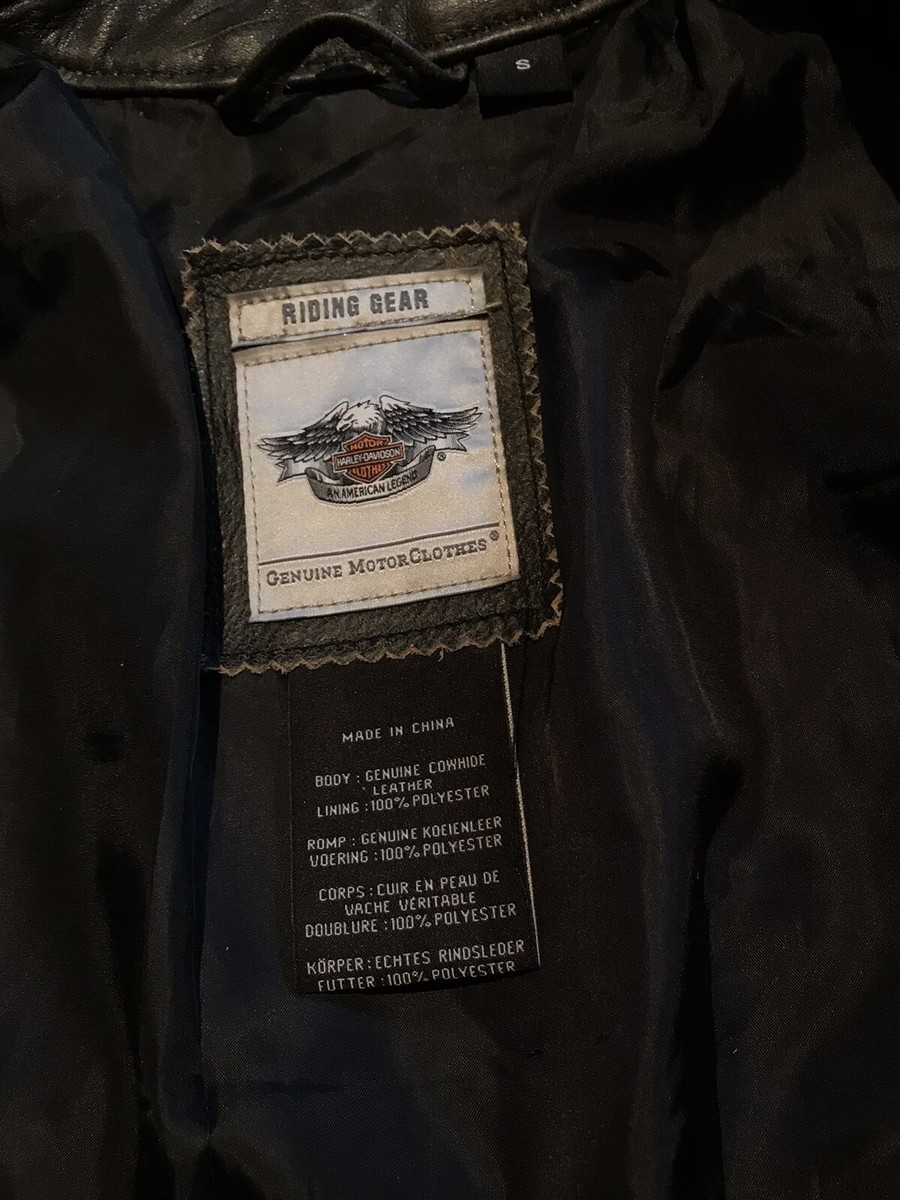 S
RIDING GEAR
MOTOR
HARLEY-DAVIDSON
CLOTHES
®
AN AMERICAN LEGEND
GENUINE MOTORCLOTHES®
MADE IN CHINA
BODY : GENUINE COWHIDE
LEATHER
LINING : 100% POLYESTER
ROMP : GENUINE KOEIENLEER
VOERING : 100% POLYESTER
CORPS : CUIR EN PEAU DE
VACHE VÉRITABLE
DOUBLURE : 100% POLYESTER
KÖRPER : ECHTES RINDSLEDER
FUTTER : 100% POLYESTER